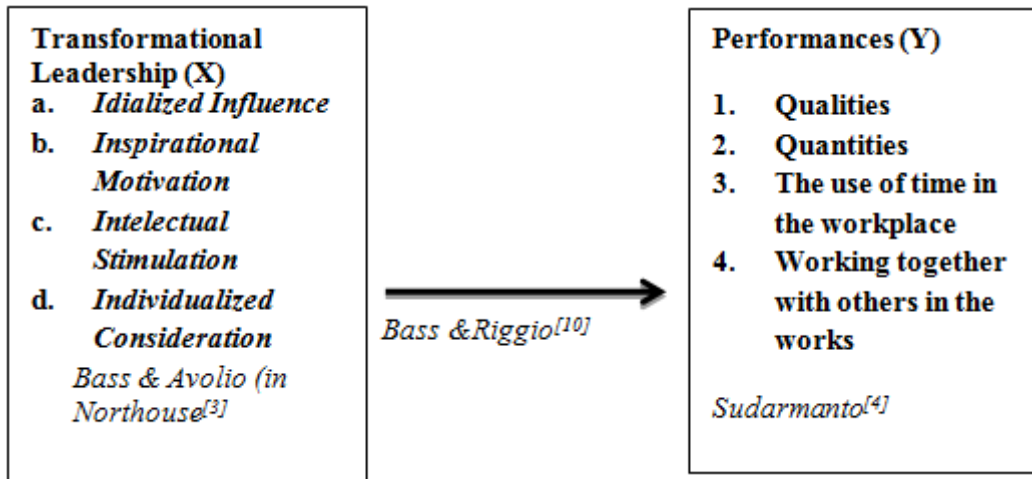 Transformational
Leadership (X)
a. Idialized Influence
b. Inspirational
Motivation
c. Intelectual
Stimulation
d. Individualized
Consideration
Bass & Avolio (in
Northouse[3]
Bass &Riggio[10]
Performances (Y)
1. Qualities
2. Quantities
3. The use of time in
the workplace
4. Working together
with others in the
works
Sudarmanto[4]